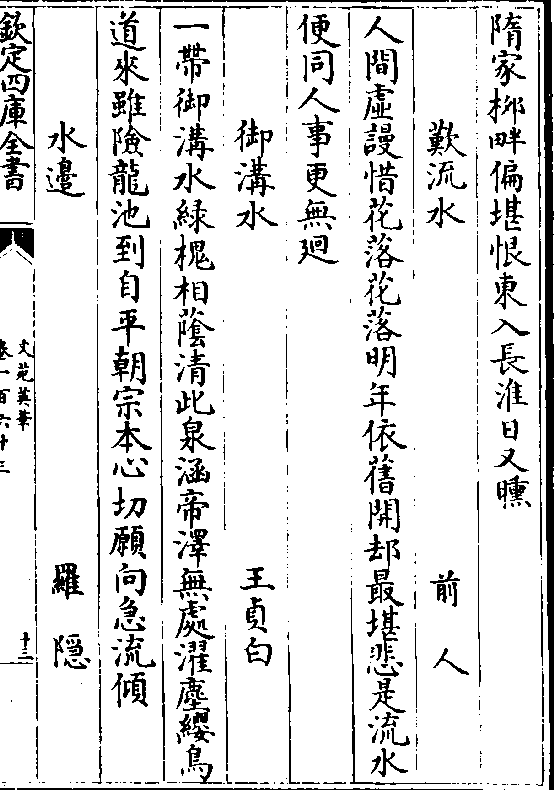 隋家柳畔偏堪恨東入長淮日又曛
歎流水 前人
人間虛謾惜花落花落明年依舊開却最堪悲是流水
便同人事更無廻
御溝水 王貞白
一帶御溝水緑槐相蔭清此泉涵帝澤無處濯塵纓鳥
道來雖險龍池到自平朝宗本心切願向急流傾
水邊 羅隠
欽定四庫全書
文苑英華
卷一百六十三
十二